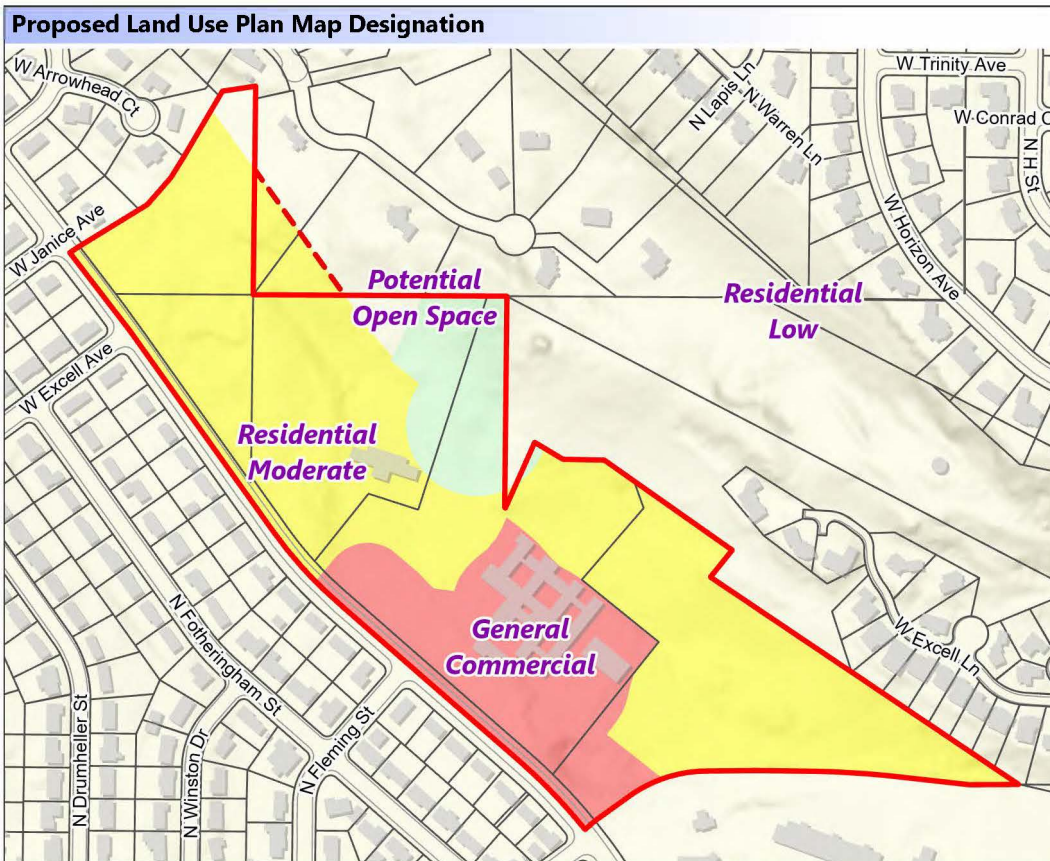 Proposed Land Use Plan Map Designation
W Arrowhead Ct
N Lapis Ln
N Warren Ln
W Trinity Ave
W Conrad C
N H St
W Janice Ave
W Horizon Ave
Potential
Open Space
Residential
Low
W Excell Ave
Residential
Moderate
General
Commercial
W Excell Ln
N Fotheringham St
N Fleming St
N Drumheller St
N Winston Dr